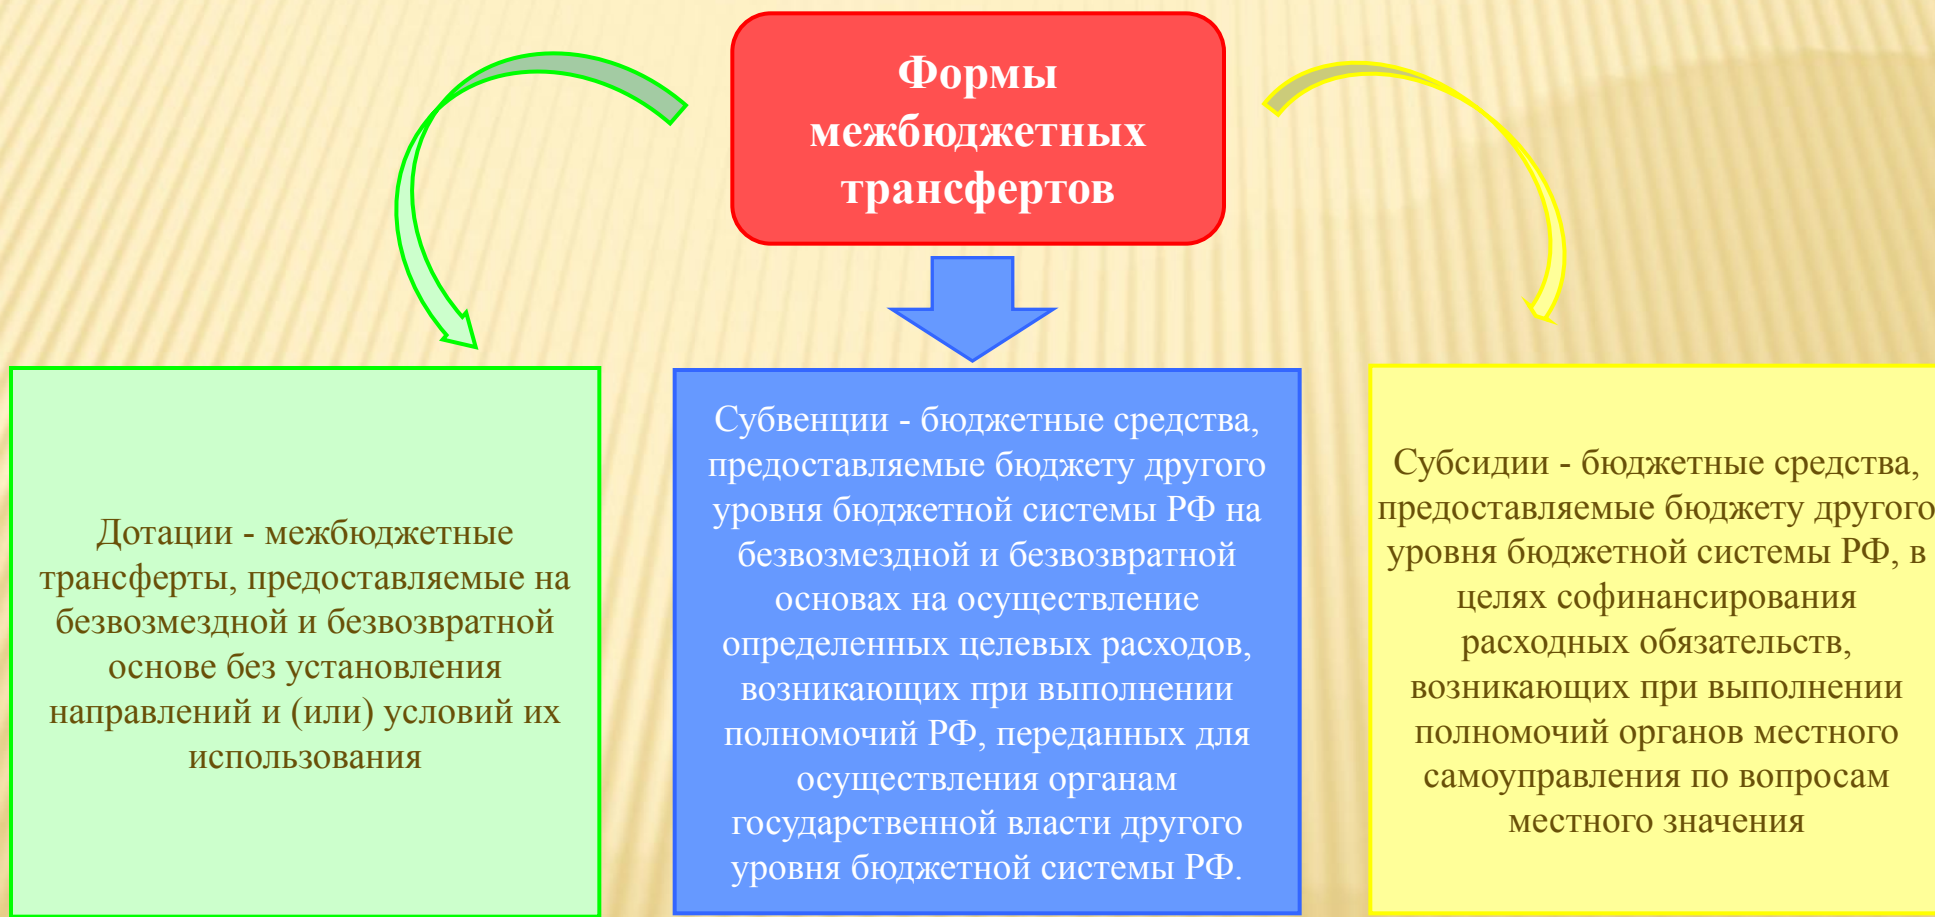 Формы
межбюджетных
трансфертов
Дотации - межбюджетные
трансферты, предоставляемые на
безвозмездной и безвозвратной
основе без установления
направлений и (или) условий их
использования
Субвенции - бюджетные средства,
предоставляемые бюджету другого
уровня бюджетной системы РФ на
безвозмездной и безвозвратной
основах на осуществление
определенных целевых расходов,
возникающих при выполнении
полномочий РФ, переданных для
осуществления органам
государственной власти другого
уровня бюджетной системы РФ.
Субсидии - бюджетные средства,
предоставляемые бюджету другого
уровня бюджетной системы РФ, в
целях софинансирования
расходных обязательств,
возникающих при выполнении
полномочий органов местного
самоуправления по вопросам
местного значения